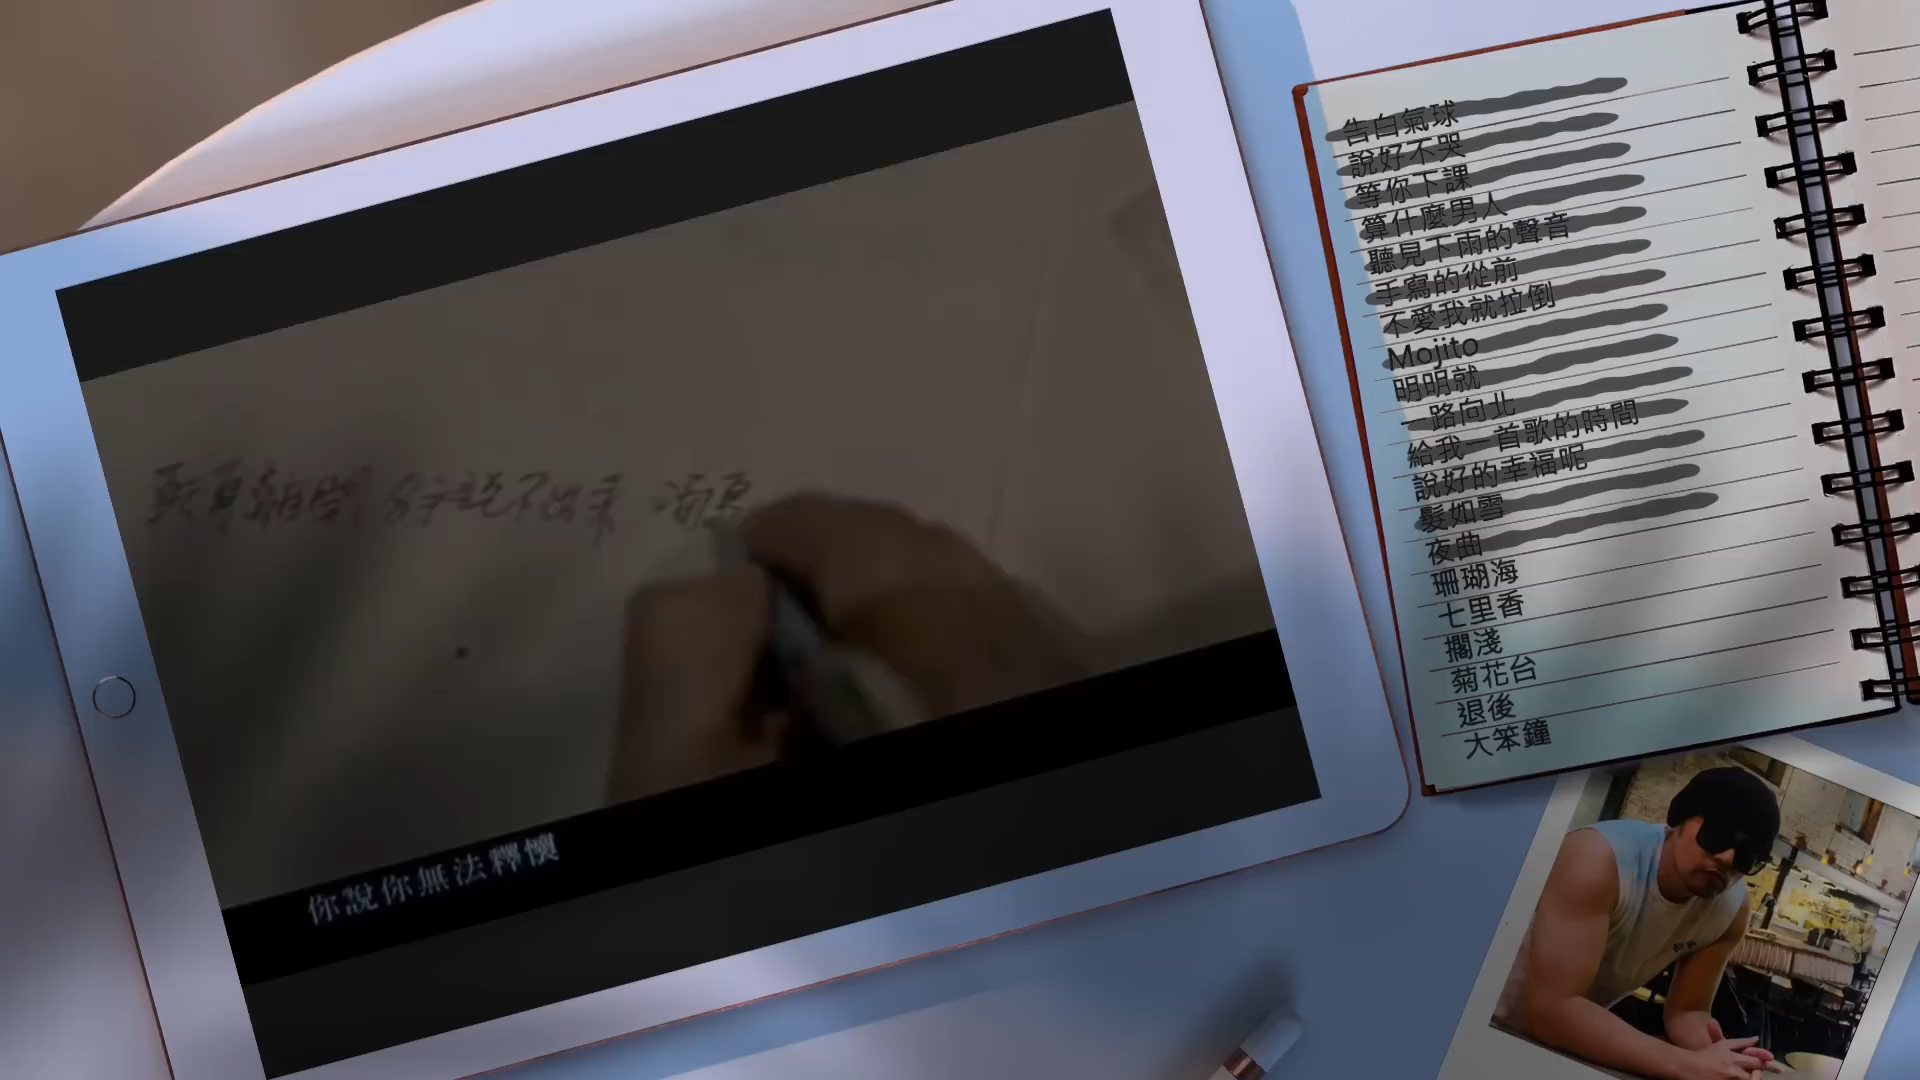 你說你無法釋懷
告白氣球
說好不哭
等你下課
算什麼男人
聽見下雨的聲音
手寫的從前
不愛我就拉倒
Mojito
明明就
一路向北
給我一首歌的時間
說好的幸福呢
髮如雪
夜曲
珊瑚海
七里香
擱淺
菊花台
退後
大笨鐘